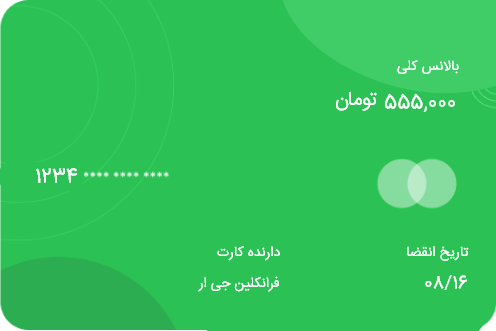 بالانس کلی
۵۵۵,۰۰۰ تومان
۱۲۳۴ **** **** ****
تاریخ انقضا
۰۸/۱۶
دارنده کارت
فرانکلین جی ار